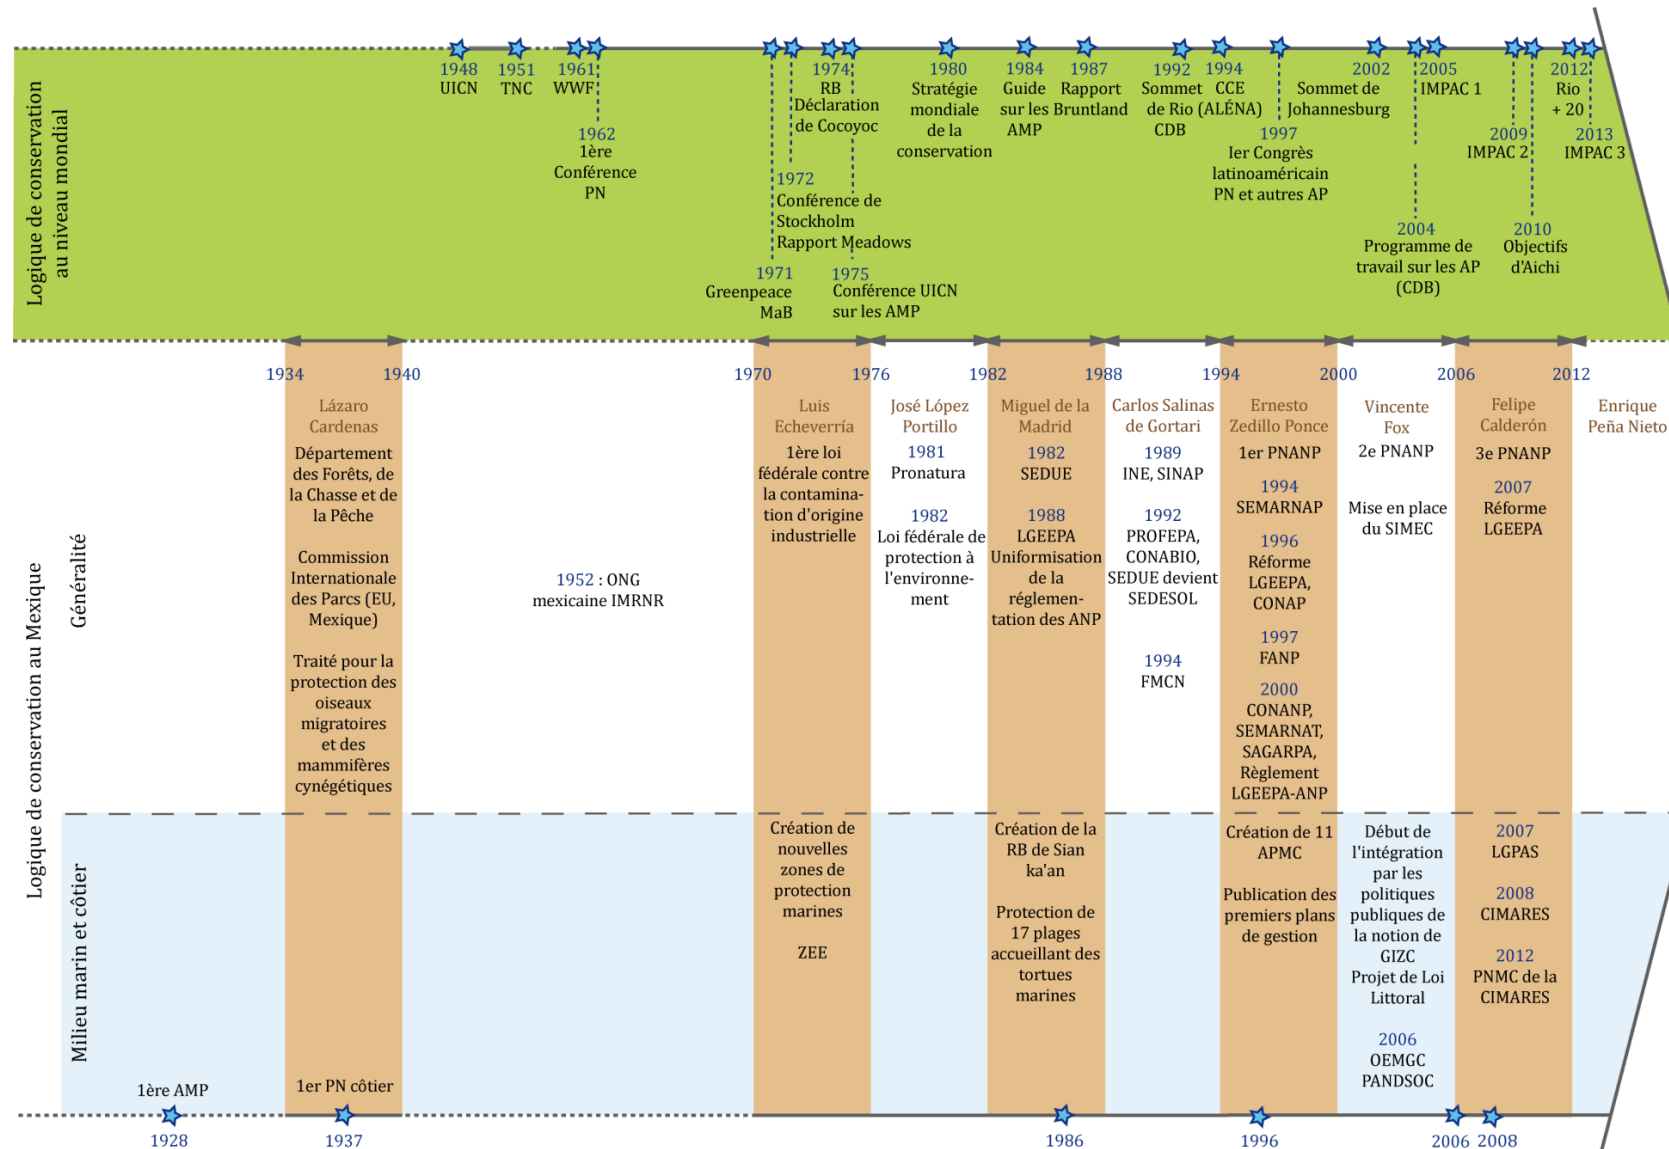 Logique de conservation
au niveau mondial
1948
UICN
1951
TNC
1961
WWF
1962
1ère
Conférence
PN
1971
Greenpeace
MaB
1972
Conférence de
Stockholm
Rapport Meadows
1974
RB
Déclaration
de Cocoyoc
1975
Conférence UICN
sur les AMP
1980
Stratégie
mondiale
de la
conservation
1984
Guide
sur les
AMP
1987
Rapport
Bruntland
1992
Sommet
de Rio
CDB
1994
CCE
(ALÉNA)
1997
Ier Congrès
latinoaméricain
PN et autres AP
2002
Sommet de
Johannesburg
2004
Programme de
travail sur les AP
(CDB)
2005
IMPAC 1
2009
IMPAC 2
2010
Objectifs
d'Aichi
2012
Rio
+ 20
2013
IMPAC 3
1934
1940
1970
1976
1982
1988
1994
2000
2006
2012
Logique de conservation au Mexique
Généralité
Lázaro
Cardenas
Département
des Forêts, de
la Chasse et de
la Pêche
Commission
Internationale
des Parcs (EU,
Mexique)
Traité pour la
protection des
oiseaux
migratoires
et des
mammifères
cynégétiques
1952 : ONG
mexicaine IMRNR
Luis
Echeverría
1ère loi
fédérale contre
la contamina-
tion d'origine
industrielle
José López
Portillo
1981
Pronatura
1982
Loi fédérale de
protection à
l'environne-
ment
Miguel de la
Madrid
1982
SEDUE
1988
LGEEPA
Uniformisation
de la
réglemen-
tation des ANP
Carlos Salinas
de Gortari
1989
INE, SINAP
1992
PROFEPA,
CONABIO,
SEDUE devient
SEDESOL
1994
FMCN
Ernesto
Zedillo Ponce
1er PNANP
1994
SEMARNAP
1996
Réforme
LGEEPA,
CONAP
1997
FANP
2000
CONANP,
SEMARNAT,
SAGARPA,
Règlement
LGEEPA-ANP
Vincente
Fox
2e PNANP
Mise en place
du SIMEC
Felipe
Calderón
3e PNANP
2007
Réforme
LGEEPA
Enrique
Peña Nieto
Milieu marin et côtier
1ère AMP
1er PN côtier
Création de
nouvelles
zones de
protection
marines
ZEE
Création de la
RB de Sian
ka'an
Protection de
17 plages
accueillant des
tortues
marines
Création de 11
APMC
Publication des
premiers plans
de gestion
Début de
l'intégration
par les
politiques
publiques de
la notion de
GIZC
Projet de Loi
Littoral
2006
OEMGC
PANDSOC
2007
LGPAS
2008
CIMARES
2012
PNMC de la
CIMARES
1928
1937
1986
1996
2006
2008